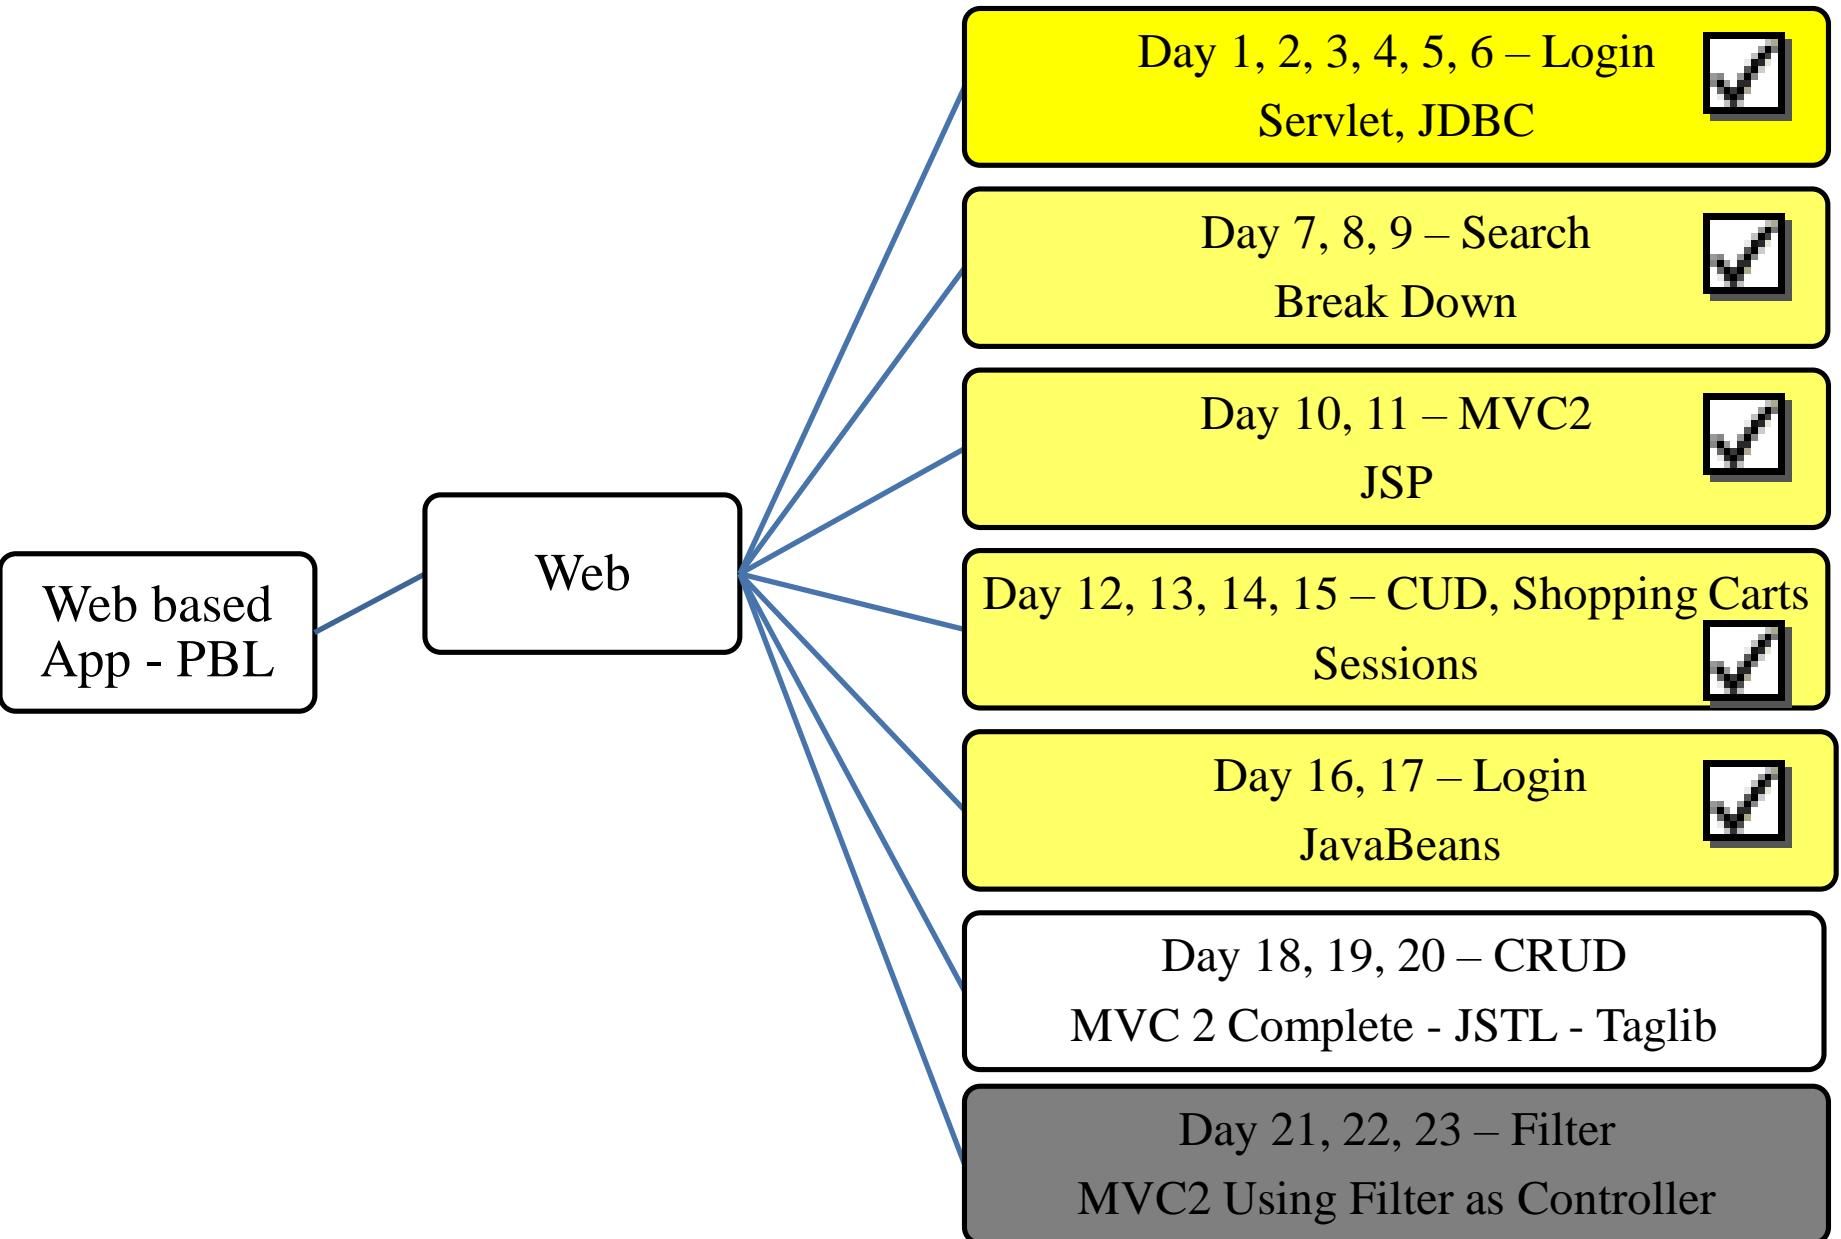 Web based
App - PBL
Web
Day 1, 2, 3, 4, 5, 6 – Login
Servlet, JDBC
Day 7, 8, 9 – Search
Break Down
Day 10, 11 – MVC2
JSP
Day 12, 13, 14, 15 – CUD, Shopping Carts
Sessions
Day 16, 17 – Login
JavaBeans
Day 18, 19, 20 – CRUD
MVC 2 Complete - JSTL - Taglib
Day 21, 22, 23 – Filter
MVC2 Using Filter as Controller